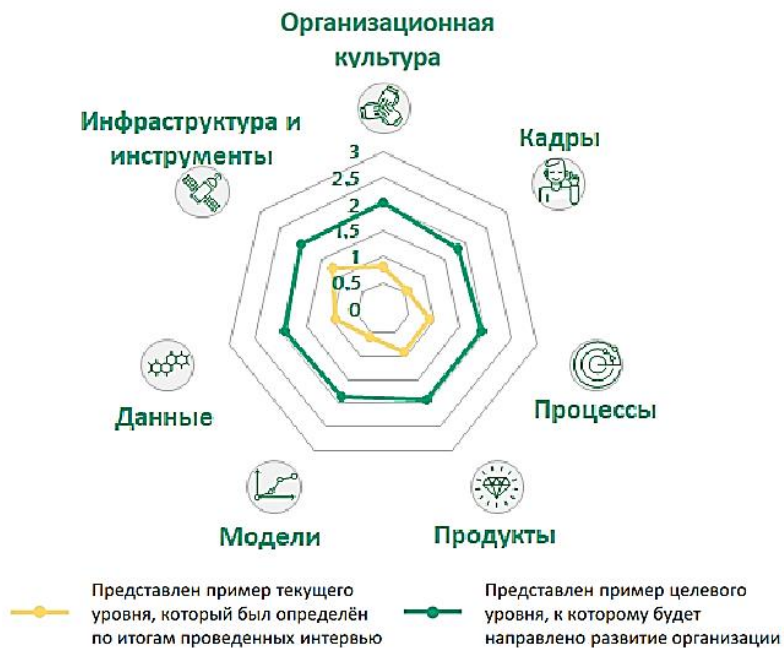 Организационная
культура
Инфраструктура и
инструменты
Кадры
3
2,5
2
1,5
1
0.5
0
Данные
Процессы
Модели
Продукты
Представлен пример текущего
уровня, который был определён
по итогам проведенных интервью
Представлен пример целевого
уровня, к которому будет
направлено развитие организации